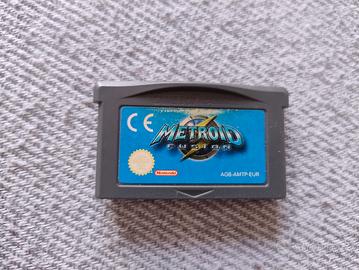 CE
METROID
FUSION
Nintendo
AGB-AMTP-EUR